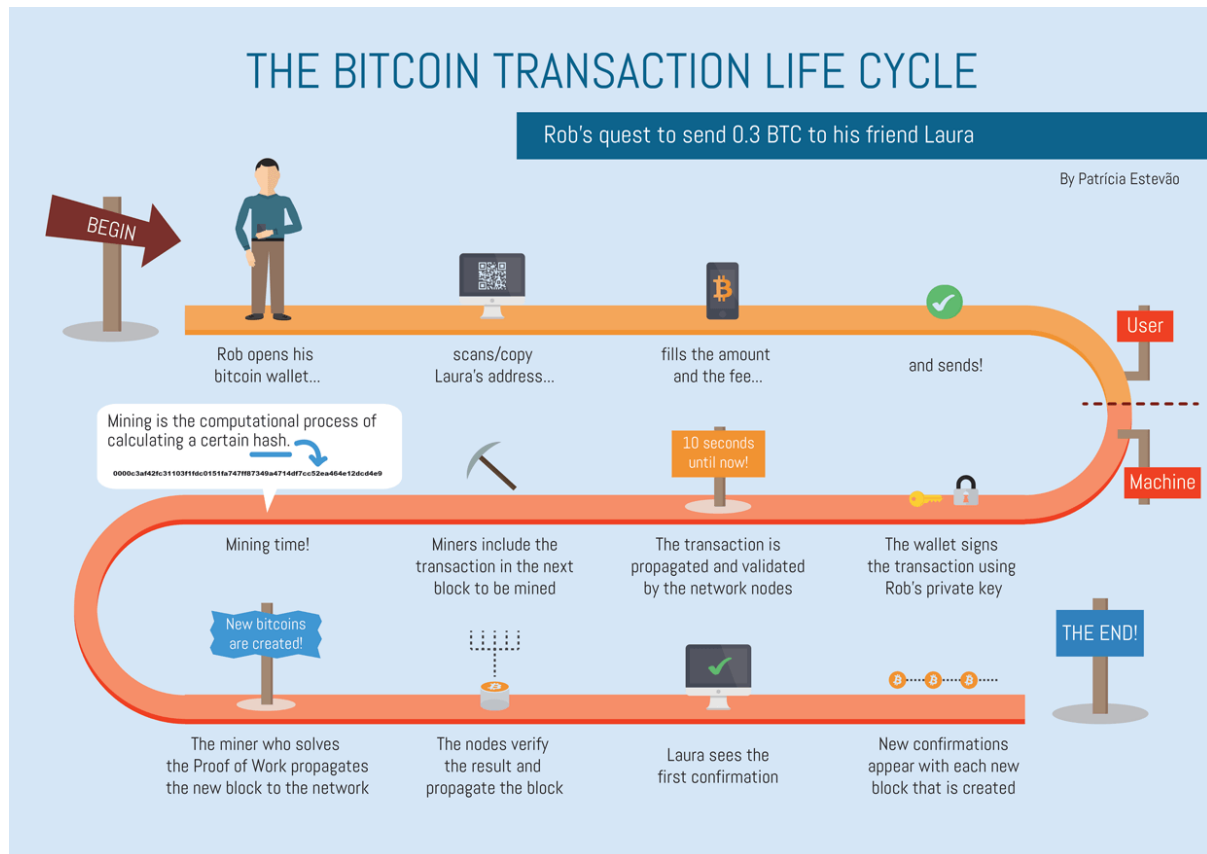 THE BITCOIN TRANSACTION LIFE CYCLE
Rob's quest to send 0.3 BTC to his friend Laura
By Patrícia Estevão
BEGIN
Rob opens his
bitcoin wallet...
scans/copy
Laura's address...
fills the amount
and the fee...
and sends!
User
Machine
The wallet signs
the transaction using
Rob's private key
10 seconds
until now!
The transaction is
propagated and validated
by the network nodes
Miners include the
transaction in the next
block to be mined
Mining is the computational process of
calculating a certain hash.
0000c3af42fc31103f1fdc0151fa747ff87349a4714df7cc52ea464e12dcd4e9
Mining time!
New bitcoins
are created!
The miner who solves
the Proof of Work propagates
the new block to the network
The nodes verify
the result and
propagate the block
Laura sees the
first confirmation
New confirmations
appear with each new
block that is created
THE END!